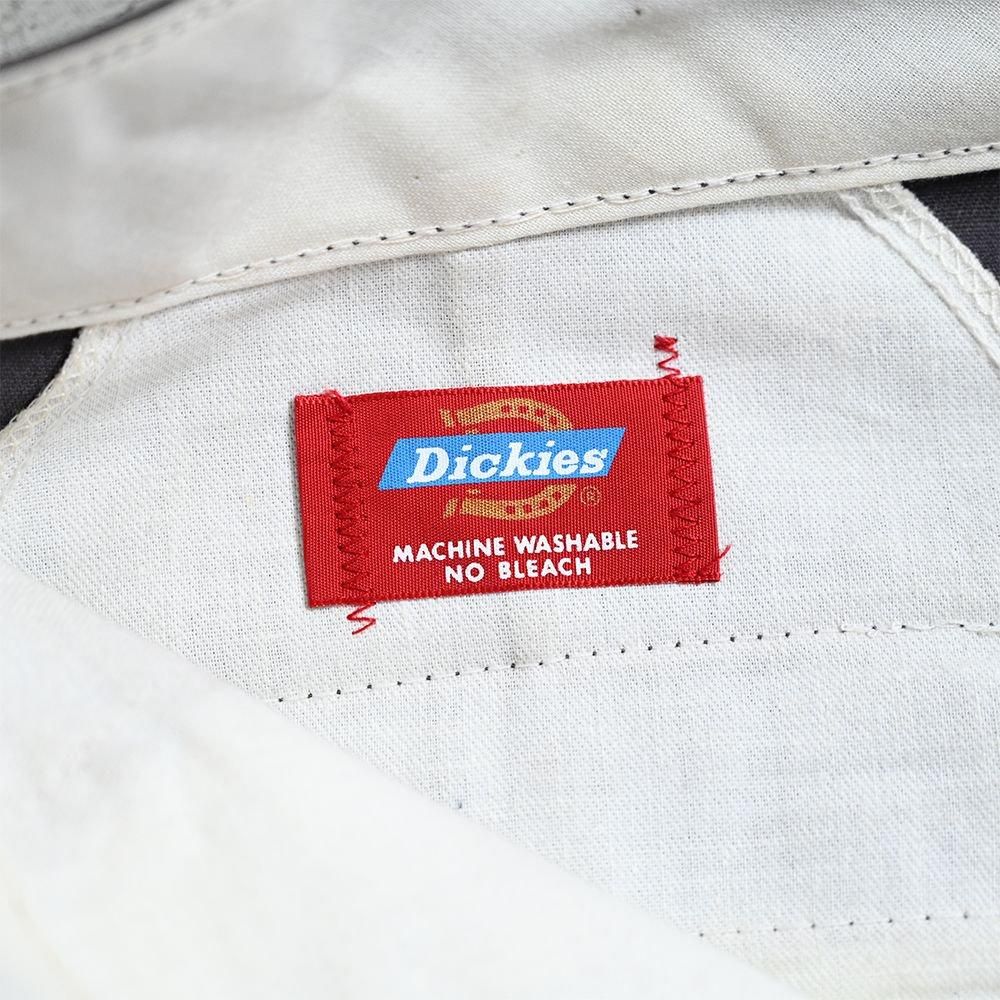 Dickies
®
MACHINE WASHABLE
NO BLEACH